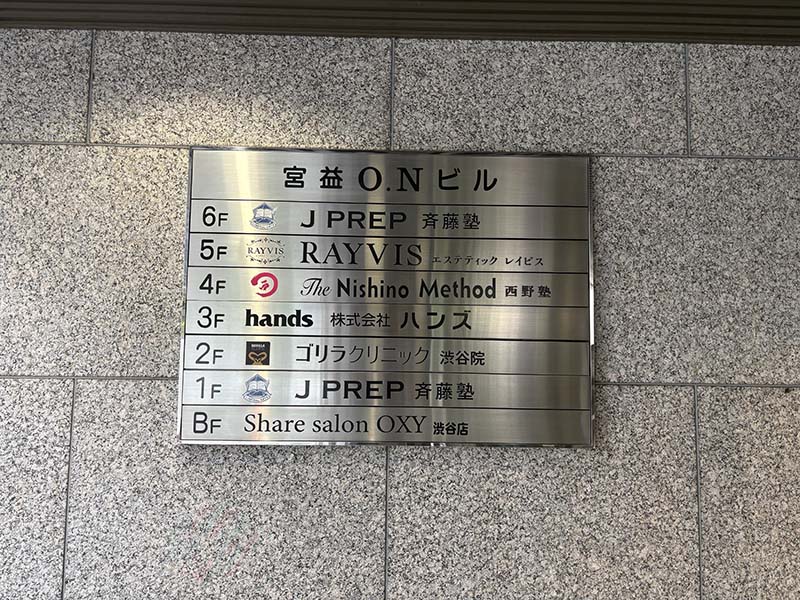 宮益 O.N ビル
6F J PREP 斉藤塾
5F RAYVIS RAYVIS エステティック レイビス
4F The Nishino Method 西野塾
3F hands 株式会社 ハンズ
2F ゴリラクリニック 渋谷院
1F J PREP 斉藤塾
BF Share salon OXY 渋谷店